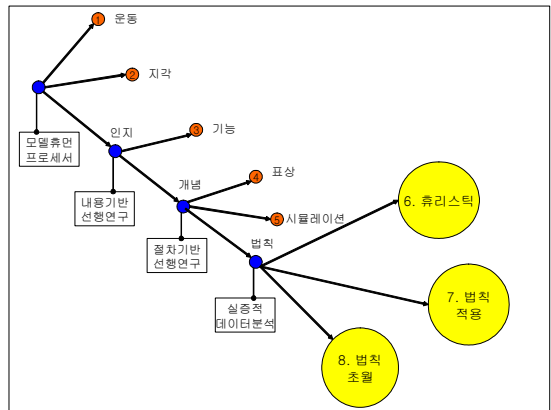 1 운동
2 지각
모델휴먼
프로세서
인지
3 기능
내용기반
선행연구
개념
4 표상
5 시뮬레이션
절차기반
선행연구
법칙
실증적
데이터분석
6. 휴리스틱
7. 법칙
적용
8. 법칙
초월